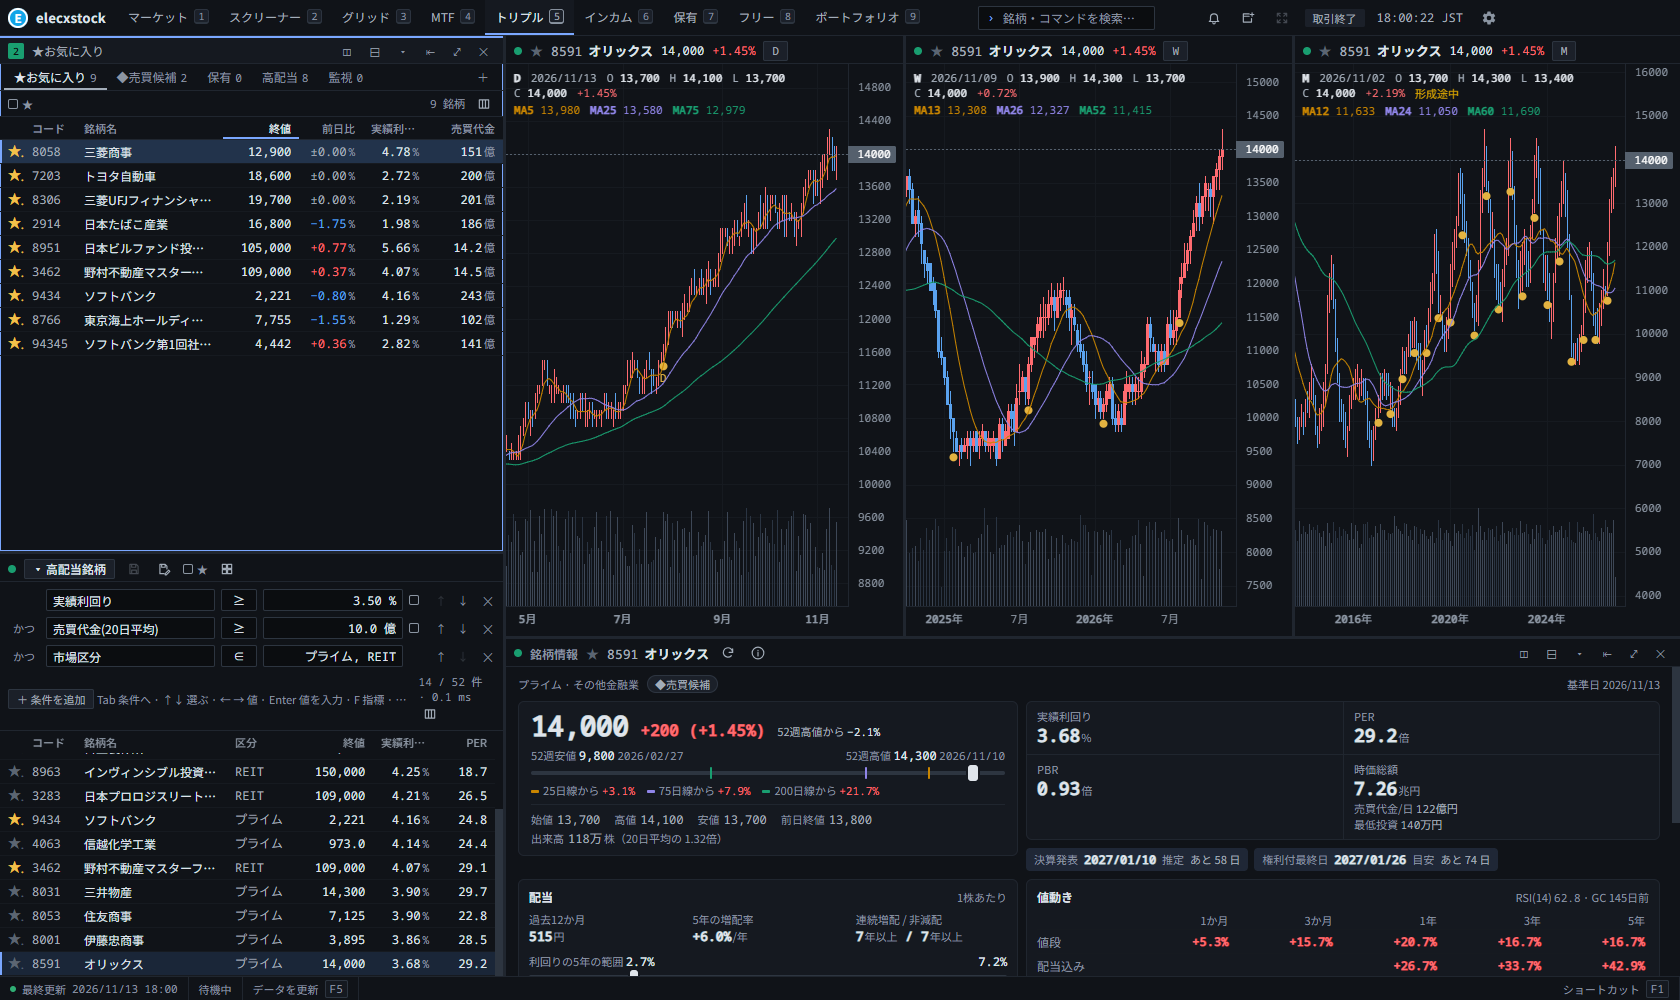 elecxstock マーケット 1 スクリーナー 2 グリッド 3 MTF 4 トリプル 5 インカム 6 保有 7 フリー 8 ポートフォリオ 9 › 銘柄・コマンドを検索… 取引終了 18:00:22 JST
2 ★お気に入り
★お気に入り 9 ◆売買候補 2 保有 0 高配当 8 監視 0 +
★ 9 銘柄
コード 銘柄名 終値 前日比 実績利… 売買代金
★ 8058 三菱商事 12,900 ±0.00% 4.78% 151億
★ 7203 トヨタ自動車 18,600 ±0.00% 2.72% 200億
★ 8306 三菱UFJフィナンシャ… 19,700 ±0.00% 2.19% 201億
★ 2914 日本たばこ産業 16,800 −1.75% 1.98% 186億
★ 8951 日本ビルファンド投… 105,000 +0.77% 5.66% 14.2億
★ 3462 野村不動産マスター… 109,000 +0.37% 4.07% 14.5億
★ 9434 ソフトバンク 2,221 −0.80% 4.16% 243億
★ 8766 東京海上ホールディ… 7,755 −1.55% 1.29% 102億
★ 94345 ソフトバンク第1回社… 4,442 +0.36% 2.82% 141億
高配当銘柄 ★
実績利回り ≥ 3.50 % ↑ ↓ ×
かつ 売買代金(20日平均) ≥ 10.0 億 ↑ ↓ ×
かつ 市場区分 ∈ プライム, REIT ↑ ↓ ×
+ 条件を追加 Tab 条件へ・↑↓ 選ぶ・←→ 値・Enter 値を入力・F 指標・… 14 / 52 件 · 0.1 ms
コード 銘柄名 区分 終値 実績利… PER
★ 8963 インヴィンシブル投資… REIT 150,000 4.25% 18.7
★ 3283 日本プロロジスリート… REIT 109,000 4.21% 26.5
★ 9434 ソフトバンク プライム 2,221 4.16% 24.8
★ 4063 信越化学工業 プライム 973.0 4.14% 24.4
★ 3462 野村不動産マスターフ… REIT 109,000 4.07% 29.1
★ 8031 三井物産 プライム 14,300 3.90% 29.7
★ 8053 住友商事 プライム 7,125 3.90% 22.8
★ 8001 伊藤忠商事 プライム 3,895 3.86% 28.5
★ 8591 オリックス プライム 14,000 3.68% 29.2
★ 8591 オリックス 14,000 +1.45% D
D 2026/11/13 O 13,700 H 14,100 L 13,700
C 14,000 +1.45%
MA5 13,980 MA25 13,580 MA75 12,979
14800
14400
14000
13600
13200
12800
12400
12000
11600
11200
10800
10400
10000
9600
9200
8800
5月 7月 9月 11月
★ 8591 オリックス 14,000 +1.45% W
W 2026/11/09 O 13,900 H 14,300 L 13,700
C 14,000 +0.72%
MA13 13,308 MA26 12,327 MA52 11,415
15000
14500
14000
13500
13000
12500
12000
11500
11000
10500
10000
9500
9000
8500
8000
7500
2025年 7月 2026年 7月
★ 8591 オリックス 14,000 +1.45% M
M 2026/11/02 O 13,700 H 14,300 L 13,400
C 14,000 +2.19% 形成途中
MA12 11,633 MA24 11,050 MA60 11,690
16000
15000
14000
13000
12000
11000
10000
9000
8000
7000
6000
5000
4000
2016年 2020年 2024年
銘柄情報 ★ 8591 オリックス
プライム・その他金融業 ◆売買候補 基準日 2026/11/13
14,000 +200 (+1.45%) 52週高値から −2.1%
52週安値 9,800 2026/02/27 52週高値 14,300 2026/11/10
25日線から +3.1% 75日線から +7.9% 200日線から +21.7%
始値 13,700 高値 14,100 安値 13,700 前日終値 13,800
出来高 118万 株 (20日平均の 1.32倍)
実績利回り
3.68%
PER
29.2倍
PBR
0.93倍
時価総額
7.26兆円
売買代金/日 122億円
最低投資 140万円
決算発表 2027/01/10 推定 あと 58 日 権利付最終日 2027/01/26 目安 あと 74 日
配当 1株あたり
過去12か月 5年の増配率 連続増配 / 非減配
515円 +6.0%/年 7年以上 / 7年以上
利回りの5年の範囲 2.7% 7.2%
値動き RSI(14) 62.8・GC 145日前
1か月 3か月 1年 3年 5年
値段 +5.3% +15.7% +20.7% +16.7% +16.7%
配当込み +26.7% +33.7% +42.9%
最終更新 2026/11/13 18:00 待機中 データを更新 F5 ショートカット F1